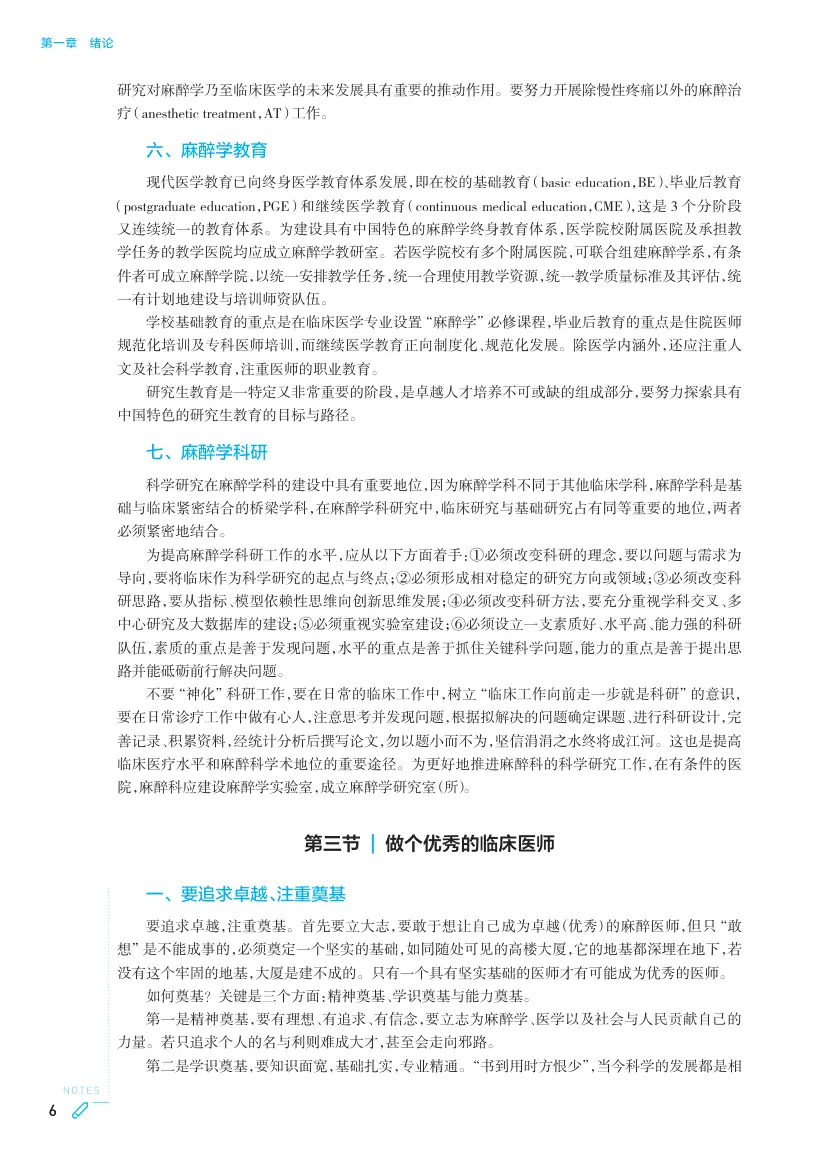 第一章 绪论
研究对麻醉学乃至临床医学的未来发展具有重要的推动作用。要努力开展除慢性疼痛以外的麻醉治
疗（anesthetic treatment,AT）工作。
六、麻醉学教育
现代医学教育已向终身医学教育体系发展,即在校的基础教育（basic education,BE）、毕业后教育
（postgraduate education,PGE）和继续医学教育（continuous medical education,CME）,这是 3 个分阶段
又连续统一的教育体系。为建设具有中国特色的麻醉学终身教育体系,医学院校附属医院及承担教
学任务的教学医院均应成立麻醉学教研室。若医学院校有多个附属医院,可联合组建麻醉学系,有条
件者可成立麻醉学院,以统一安排教学任务,统一合理使用教学资源,统一教学质量标准及其评估,统
一有计划地建设与培训师资队伍。
学校基础教育的重点是在临床医学专业设置“麻醉学”必修课程,毕业后教育的重点是住院医师
规范化培训及专科医师培训,而继续医学教育正向制度化、规范化发展。除医学内涵外,还应注重人
文及社会科学教育,注重医师的职业教育。
研究生教育是一特定又非常重要的阶段,是卓越人才培养不可或缺的组成部分,要努力探索具有
中国特色的研究生教育的目标与路径。
七、麻醉学科研
科学研究在麻醉学科的建设中具有重要地位,因为麻醉学科不同于其他临床学科,麻醉学科是基
础与临床紧密结合的桥梁学科,在麻醉学科研究中,临床研究与基础研究占有同等重要的地位,两者
必须紧密地结合。
为提高麻醉学科研工作的水平,应从以下方面着手:①必须改变科研的理念,要以问题与需求为
导向,要将临床作为科学研究的起点与终点;②必须形成相对稳定的研究方向或领域;③必须改变科
研思路,要从指标、模型依赖性思维向创新思维发展;④必须改变科研方法,要充分重视学科交叉、多
中心研究及大数据库的建设;⑤必须重视实验室建设;⑥必须设立一支素质好、水平高、能力强的科研
队伍,素质的重点是善于发现问题,水平的重点是善于抓住关键科学问题,能力的重点是善于提出思
路并能砥砺前行解决问题。
不要“神化”科研工作,要在日常的临床工作中,树立“临床工作向前走一步就是科研”的意识,
要在日常诊疗工作中做有心人,注意思考并发现问题,根据拟解决的问题确定课题、进行科研设计,完
善记录、积累资料,经统计分析后撰写论文,勿以题小而不为,坚信涓涓之水终将成江河。这也是提高
临床医疗水平和麻醉科学术地位的重要途径。为更好地推进麻醉科的科学研究工作,在有条件的医
院,麻醉科应建设麻醉学实验室,成立麻醉学研究室（所）。
第三节 | 做个优秀的临床医师
一、要追求卓越、注重奠基
要追求卓越,注重奠基。首先要立大志,要敢于想让自己成为卓越（优秀）的麻醉医师,但只“敢
想”是不能成事的,必须奠定一个坚实的基础,如同随处可见的高楼大厦,它的地基都深埋在地下,若
没有这个牢固的地基,大厦是建不成的。只有一个具有坚实基础的医师才有可能成为优秀的医师。
如何奠基？关键是三个方面:精神奠基、学识奠基与能力奠基。
第一是精神奠基,要有理想、有追求、有信念,要立志为麻醉学、医学以及社会与人民贡献自己的
力量。若只追求个人的名与利则难成大才,甚至会走向邪路。
第二是学识奠基,要知识面宽,基础扎实,专业精通。“书到用时方恨少”,当今科学的发展都是相
NOTES
6